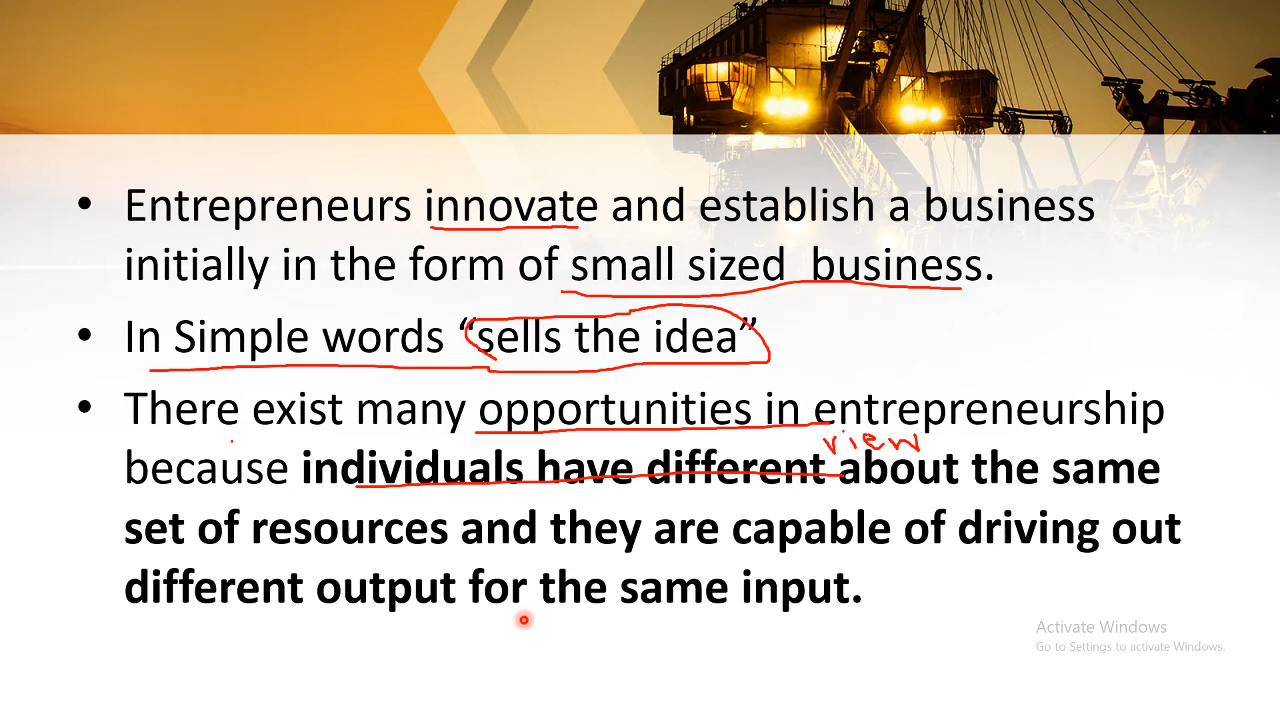 • Entrepreneurs innovate and establish a business
initially in the form of small sized business.
• In Simple words “sells the idea”
• There exist many opportunities in entrepreneurship
view
because individuals have different about the same
set of resources and they are capable of driving out
different output for the same input.
Activate Windows
Go to Settings to activate Windows.